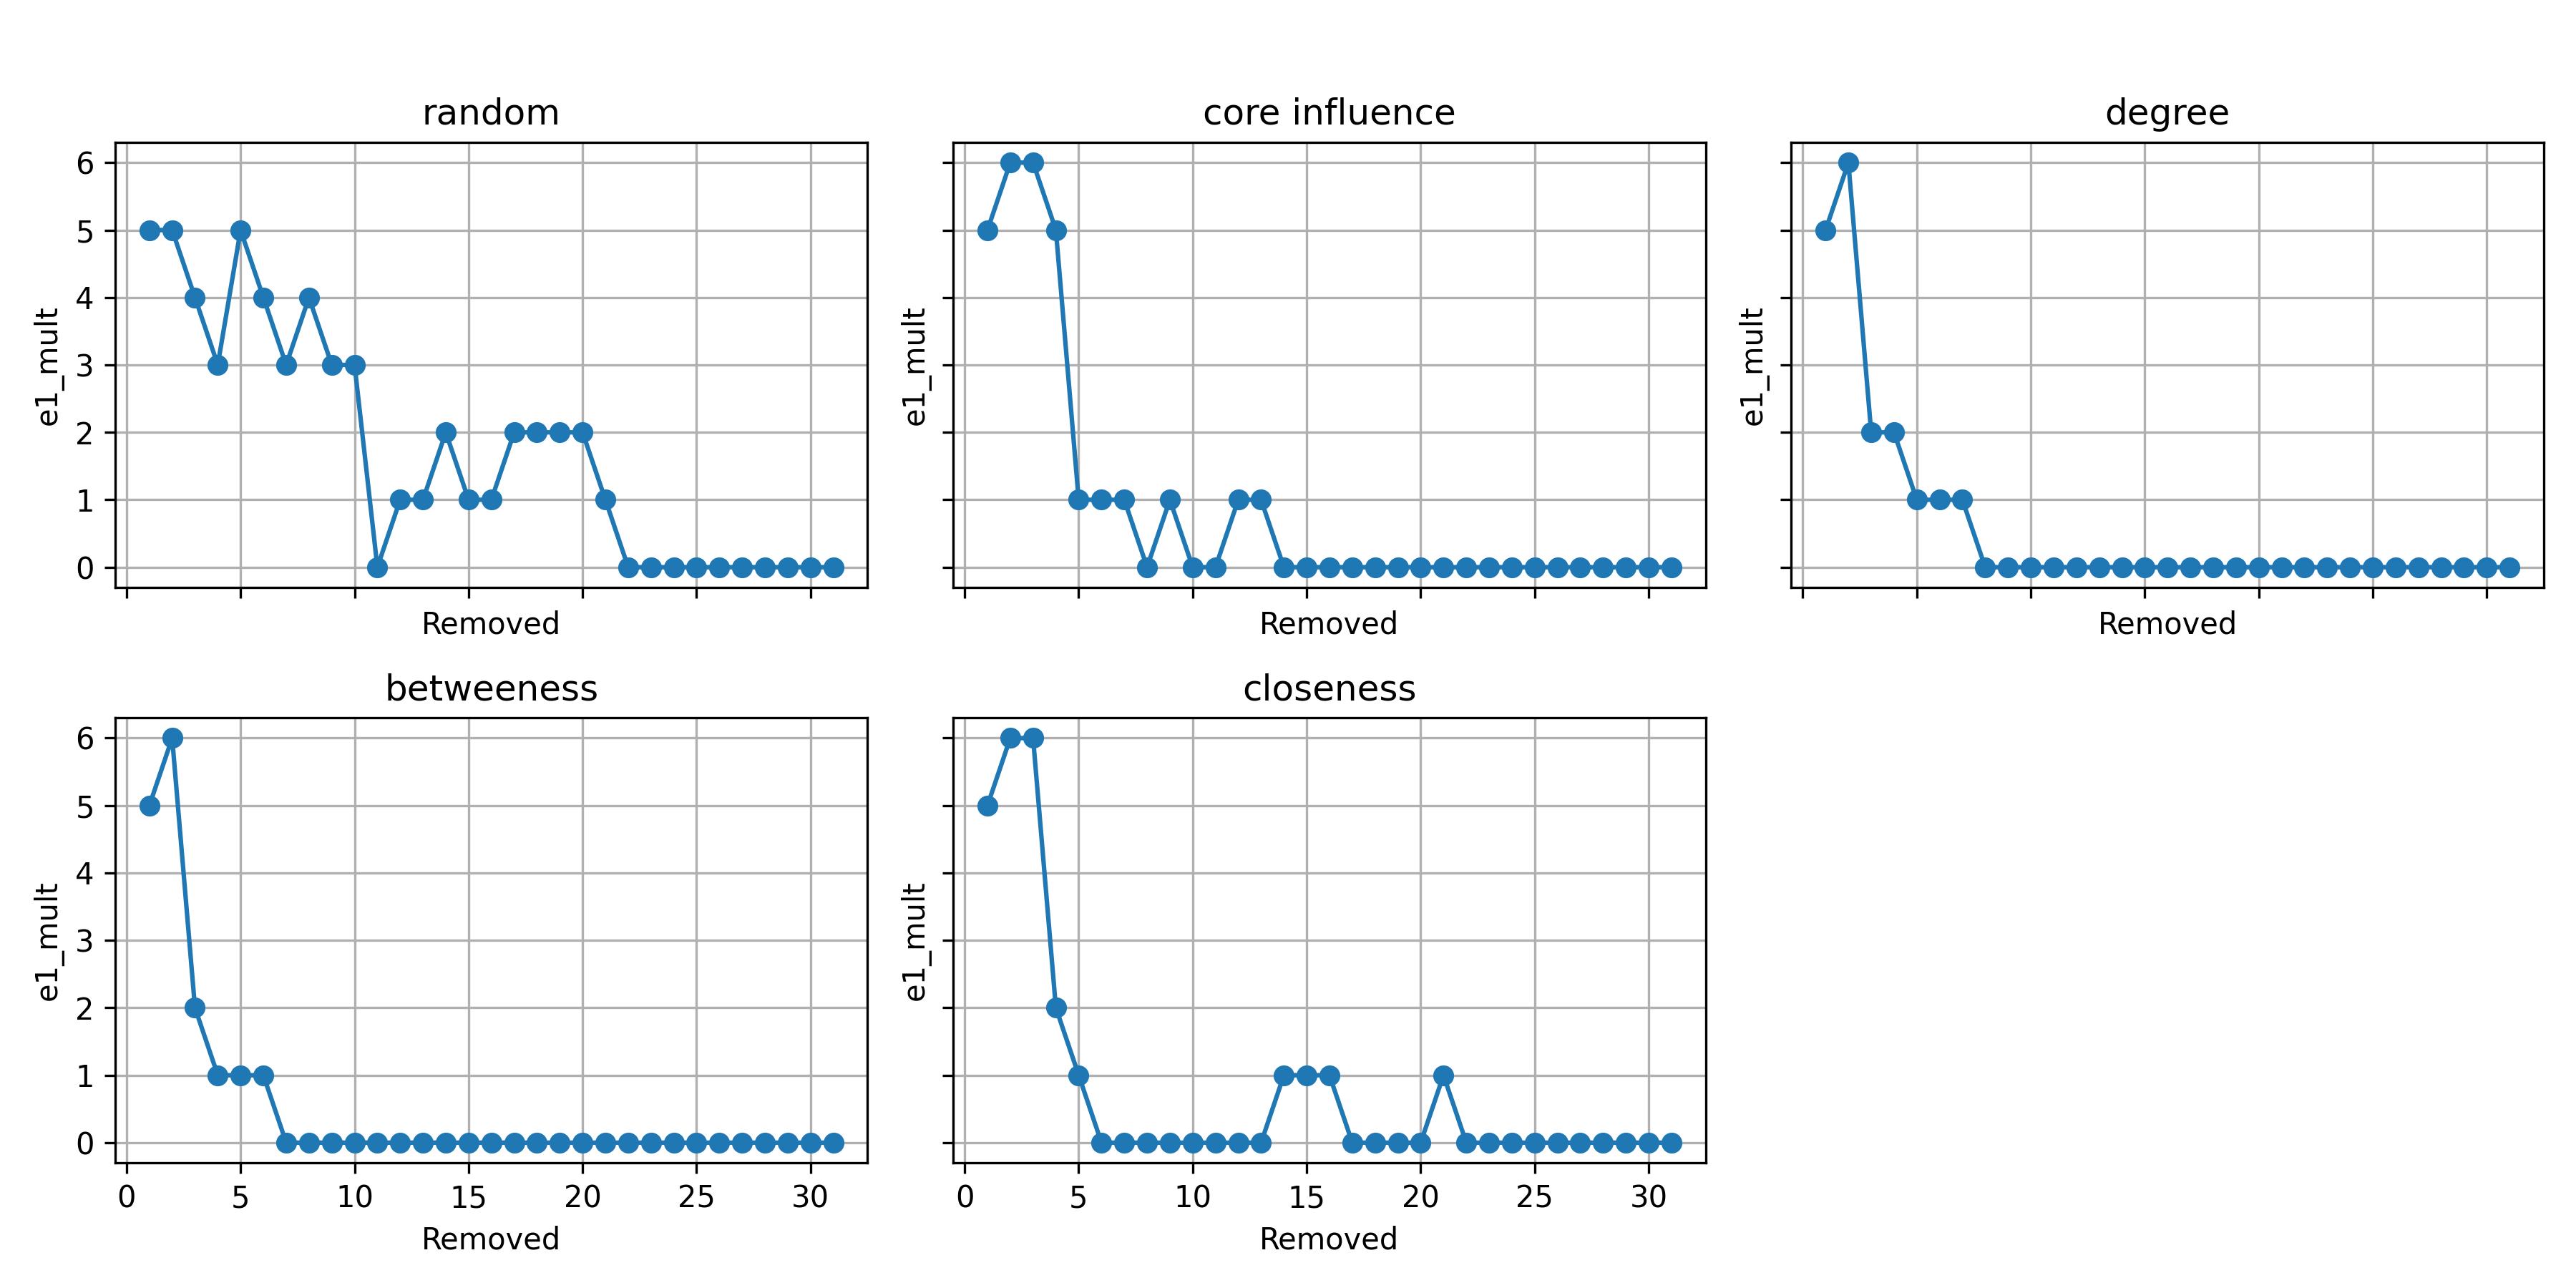 random
6
5
4
3
2
1
0
e1_mult
Removed
core influence
e1_mult
Removed
degree
e1_mult
Removed
betweeness
6
5
4
3
2
1
0
e1_mult
0 5 10 15 20 25 30
Removed
closeness
e1_mult
0 5 10 15 20 25 30
Removed